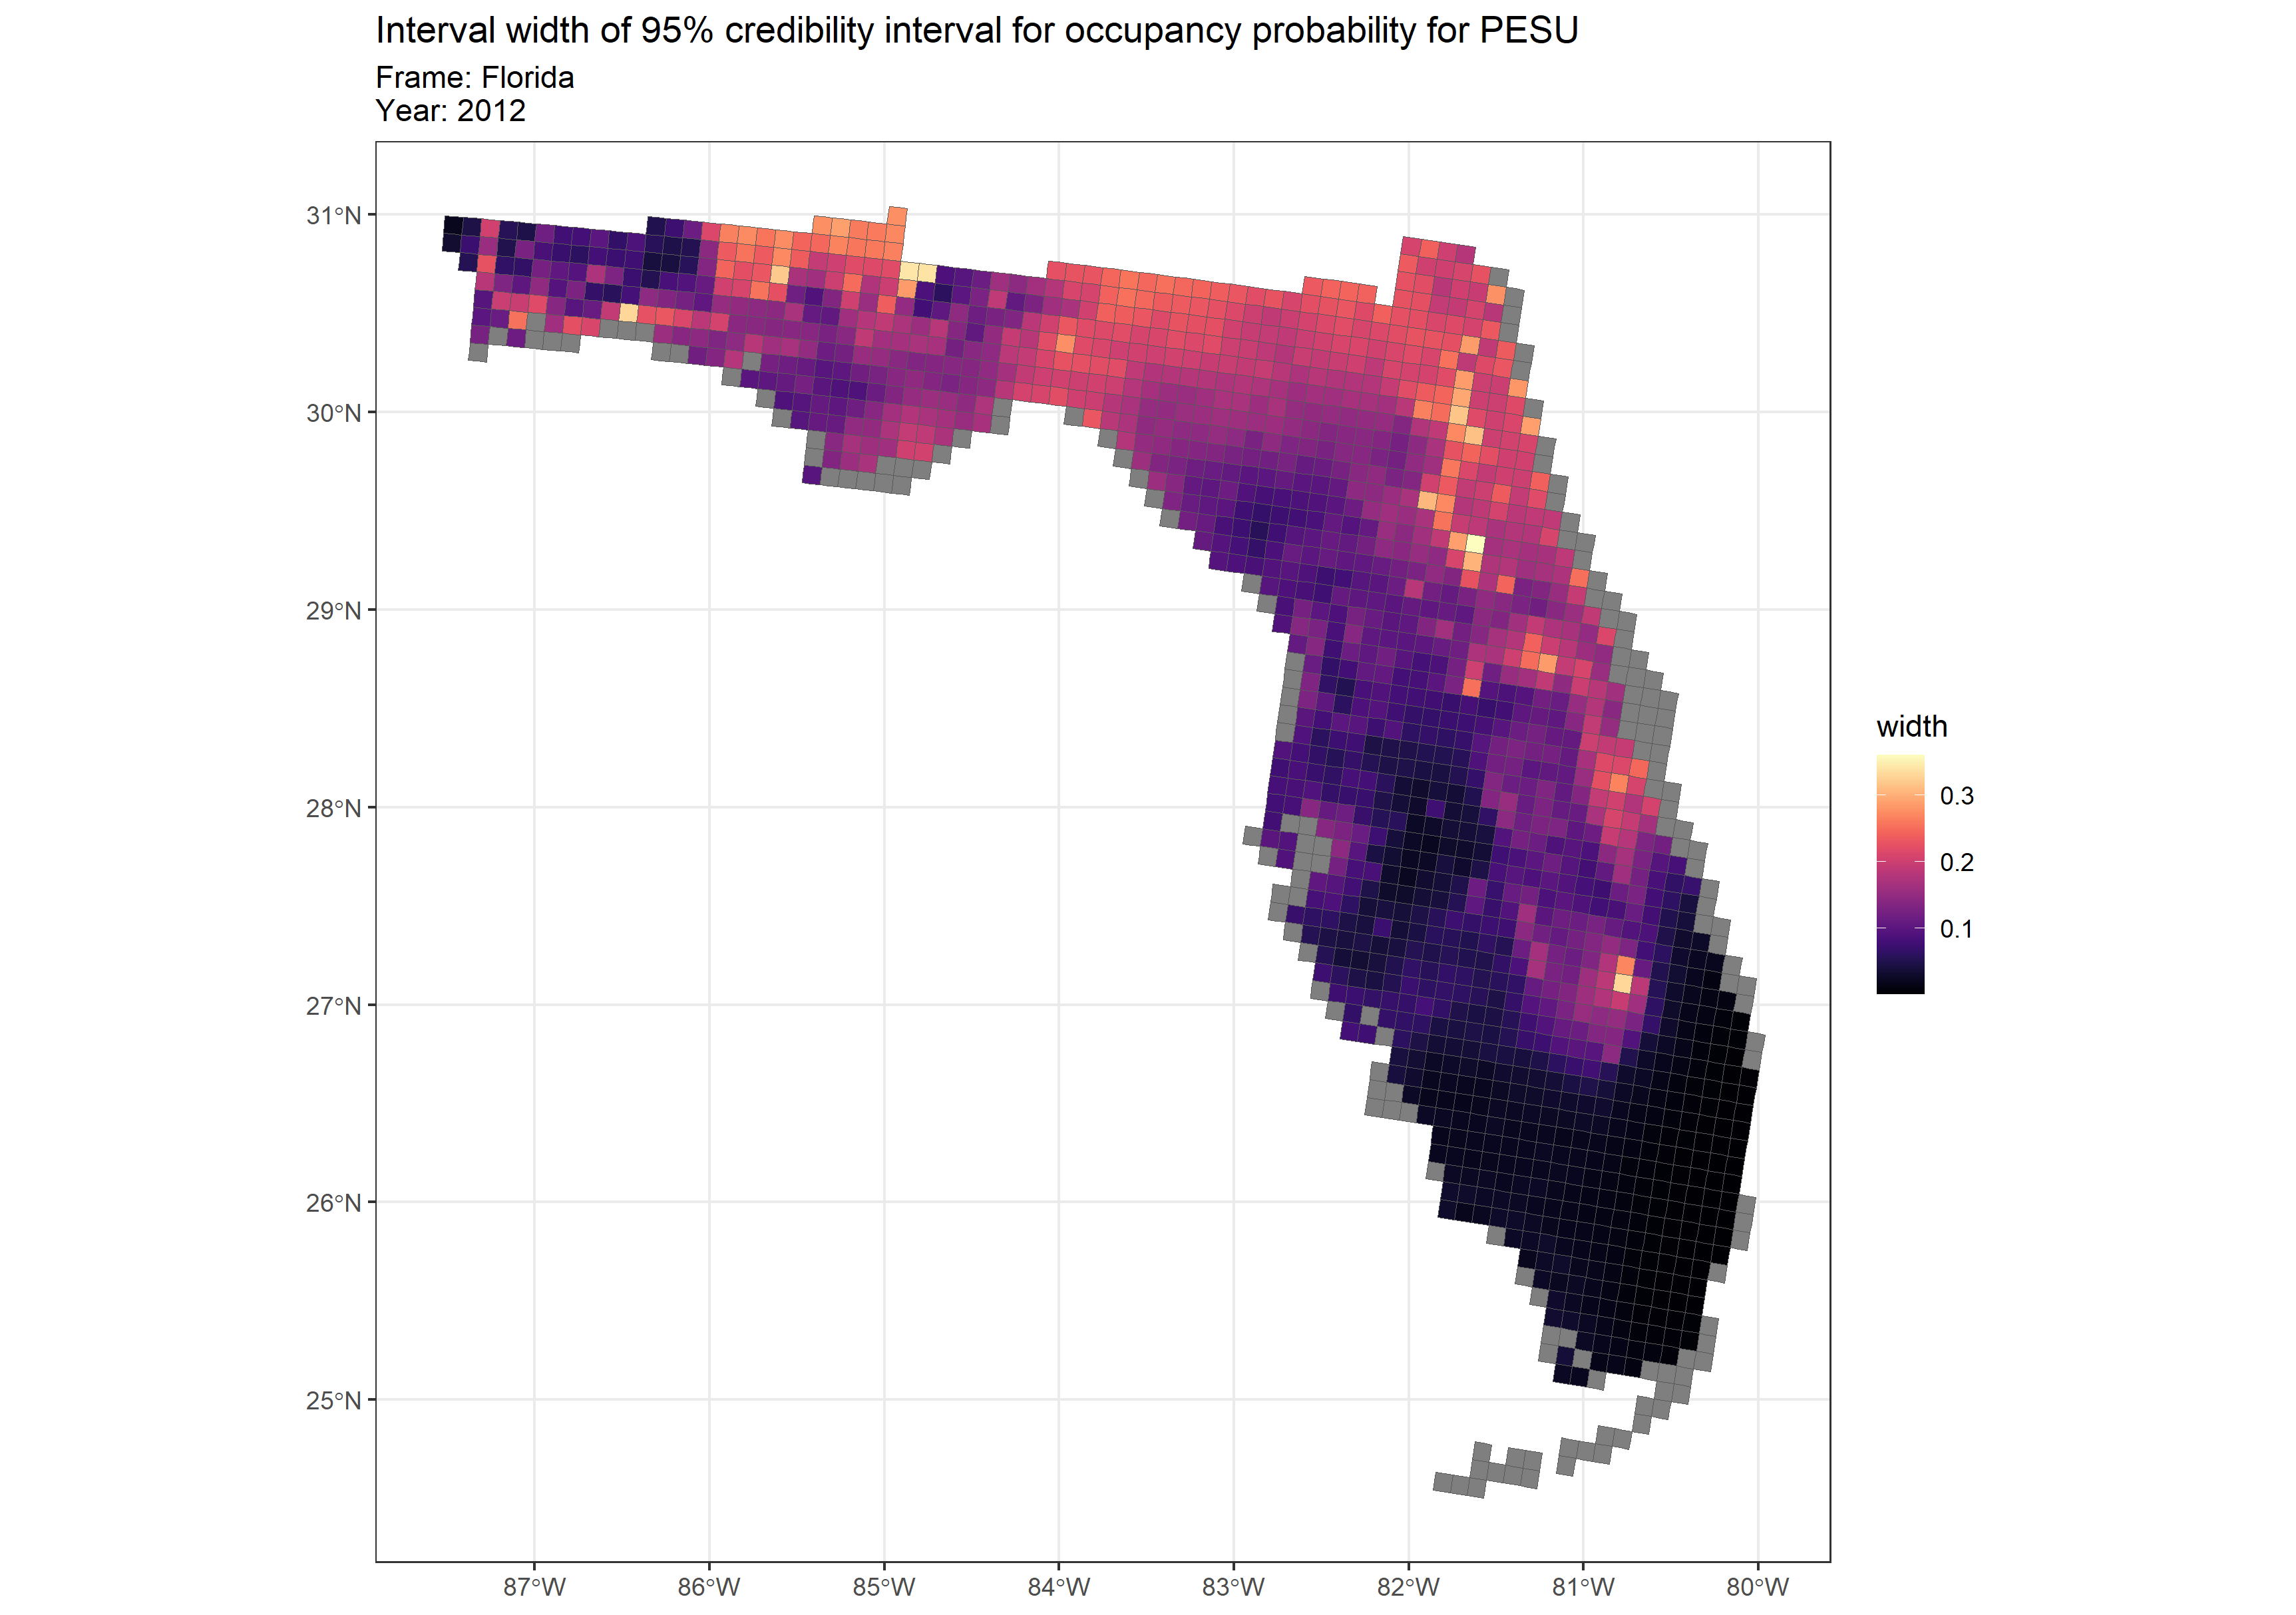 Interval width of 95% credibility interval for occupancy probability for PESU
Frame: Florida
Year: 2012
31°N
30°N
29°N
28°N
27°N
26°N
25°N
87°W
86°W
85°W
84°W
83°W
82°W
81°W
80°W
width
0.3
0.2
0.1